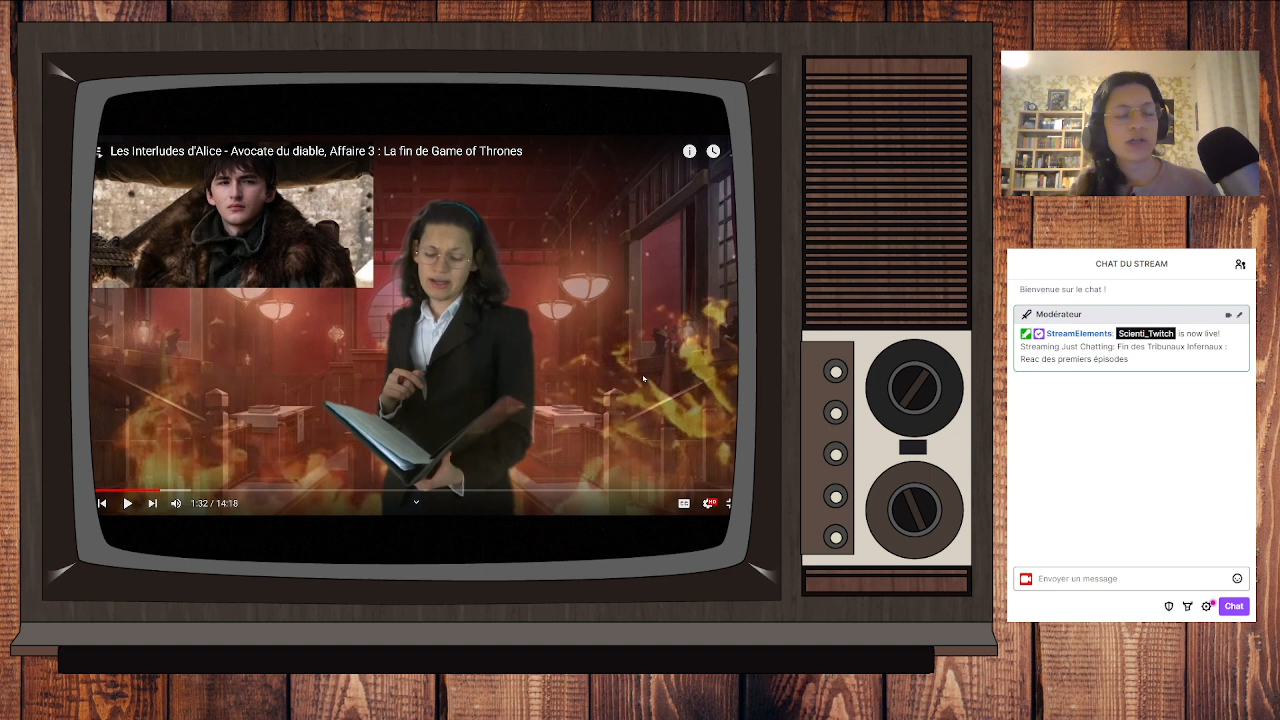 Les Interludes d'Alice - Avocate du diable, Affaire 3 : La fin de Game of Thrones
1:32 / 14:18
HD
CHAT DU STREAM
Bienvenue sur le chat !
Modérateur
StreamElements: Scienti_Twitch is now live!
Streaming Just Chatting: Fin des Tribunaux Infernaux :
Reac des premiers épisodes
Envoyer un message
Chat